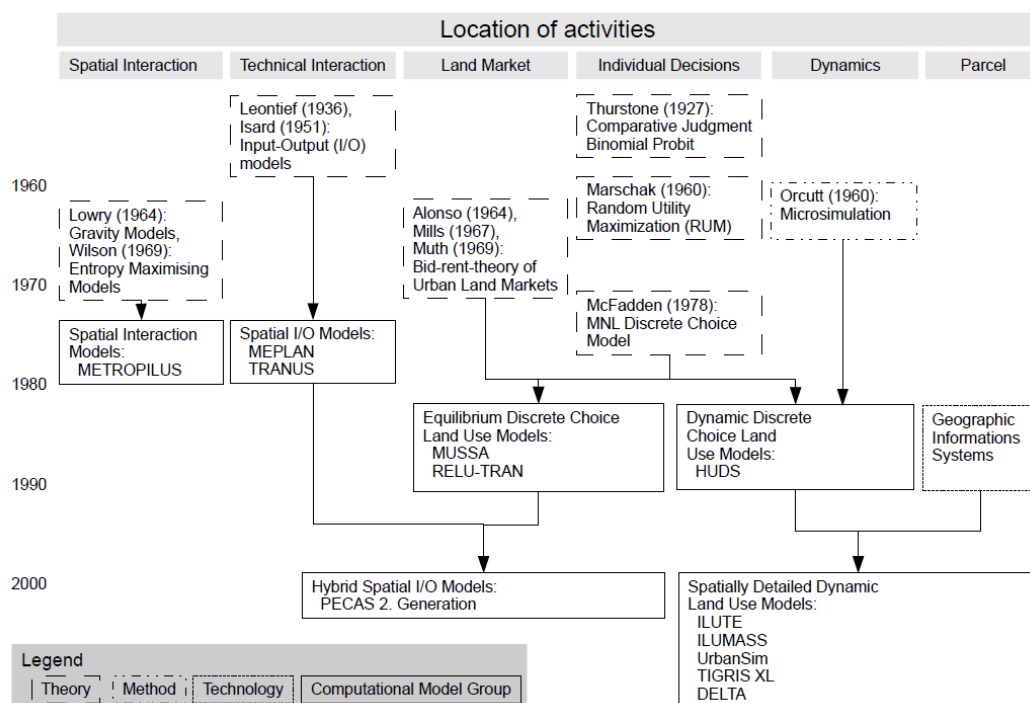 Location of activities
Spatial Interaction
Technical Interaction
Land Market
Individual Decisions
Dynamics
Parcel
Leontief (1936),
Isard (1951):
Input-Output (I/O)
models
Thurstone (1927):
Comparative Judgment
Binomial Probit
1960
Lowry (1964):
Gravity Models,
Wilson (1969):
Entropy Maximising
Models
Alonso (1964),
Mills (1967),
Muth (1969):
Bid-rent-theory of
Urban Land Markets
Marschak (1960):
Random Utility
Maximization (RUM)
Orcutt (1960):
Microsimulation
1970
McFadden (1978)
MNL Discrete Choice
Model
Spatial Interaction
Models:
METROPILUS
Spatial I/O Models:
MEPLAN
TRANUS
1980
Equilibrium Discrete Choice
Land Use Models:
MUSSA
RELU-TRAN
Dynamic Discrete
Choice Land
Use Models:
HUDS
Geographic
Informations
Systems
1990
2000
Hybrid Spatial I/O Models:
PECAS 2. Generation
Spatially Detailed Dynamic
Land Use Models:
ILUTE
ILUMASS
UrbanSim
TIGRIS XL
DELTA
Legend
Theory
Method
Technology
Computational Model Group